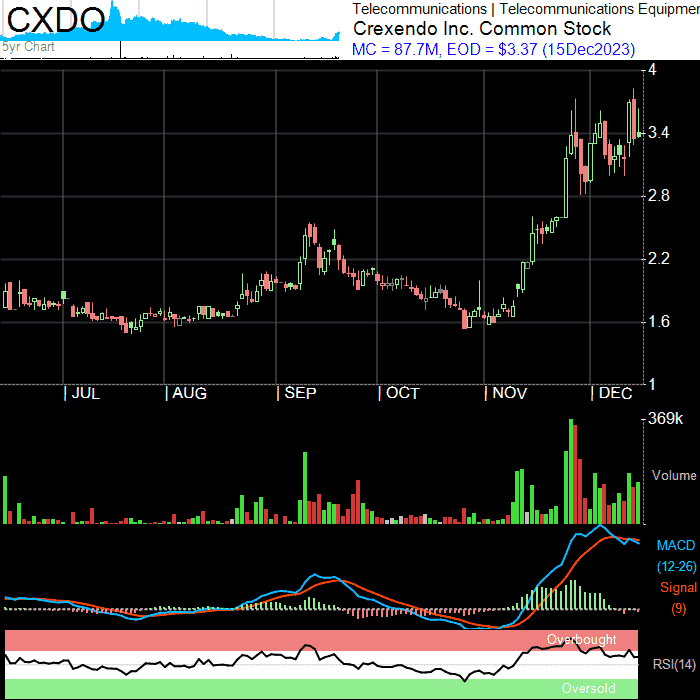 CXDO
5yr Chart
Telecommunications | Telecommunications Equipmen
Crexendo Inc. Common Stock
MC = 87.7M, EOD = $3.37 (15Dec2023)
4
3.4
2.8
2.2
1.6
1
JUL
AUG
SEP
OCT
NOV
DEC
369k
Volume
MACD
(12-26)
Signal
(9)
Overbought
RSI(14)
Oversold